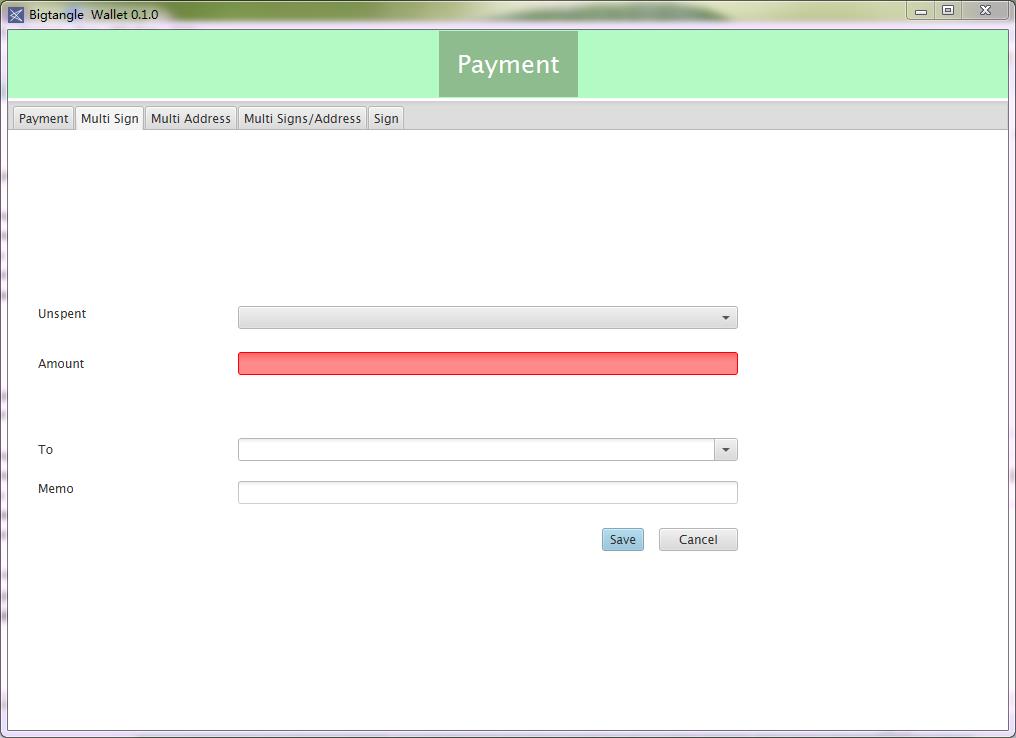 Bigtangle Wallet 0.1.0
Payment
Payment Multi Sign Multi Address Multi Signs/Address Sign
Unspent
Amount
To
Memo
Save Cancel